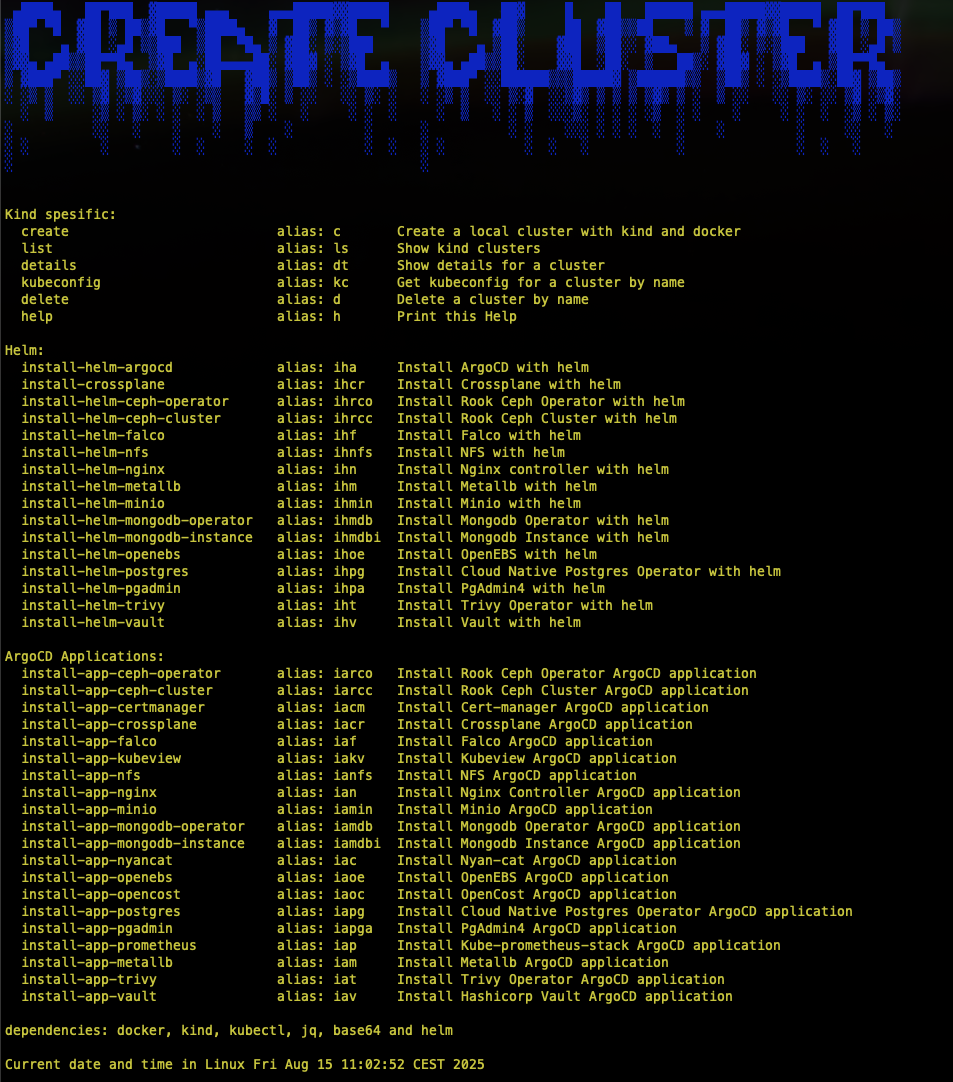 CREATE CLUSTER
Kind spesific:
create alias: c Create a local cluster with kind and docker
list alias: ls Show kind clusters
details alias: dt Show details for a cluster
kubeconfig alias: kc Get kubeconfig for a cluster by name
delete alias: d Delete a cluster by name
help alias: h Print this Help
Helm:
install-helm-argocd alias: iha Install ArgoCD with helm
install-crossplane alias: ihcr Install Crossplane with helm
install-helm-ceph-operator alias: ihrco Install Rook Ceph Operator with helm
install-helm-ceph-cluster alias: ihrcc Install Rook Ceph Cluster with helm
install-helm-falco alias: ihf Install Falco with helm
install-helm-nfs alias: ihnfs Install NFS with helm
install-helm-nginx alias: ihn Install Nginx controller with helm
install-helm-metallb alias: ihm Install Metallb with helm
install-helm-minio alias: ihmin Install Minio with helm
install-helm-mongodb-operator alias: ihmdb Install Mongodb Operator with helm
install-helm-mongodb-instance alias: ihmdbi Install Mongodb Instance with helm
install-helm-openebs alias: ihoe Install OpenEBS with helm
install-helm-postgres alias: ihpg Install Cloud Native Postgres Operator with helm
install-helm-pgadmin alias: ihpa Install PgAdmin4 with helm
install-helm-trivy alias: iht Install Trivy Operator with helm
install-helm-vault alias: ihv Install Vault with helm
ArgoCD Applications:
install-app-ceph-operator alias: iarco Install Rook Ceph Operator ArgoCD application
install-app-ceph-cluster alias: iarcc Install Rook Ceph Cluster ArgoCD application
install-app-certmanager alias: iacm Install Cert-manager ArgoCD application
install-app-crossplane alias: iacr Install Crossplane ArgoCD application
install-app-falco alias: iaf Install Falco ArgoCD application
install-app-kubeview alias: iakv Install Kubeview ArgoCD application
install-app-nfs alias: ianfs Install NFS ArgoCD application
install-app-nginx alias: ian Install Nginx Controller ArgoCD application
install-app-minio alias: iamin Install Minio ArgoCD application
install-app-mongodb-operator alias: iamdb Install Mongodb Operator ArgoCD application
install-app-mongodb-instance alias: iamdbi Install Mongodb Instance ArgoCD application
install-app-nyancat alias: iac Install Nyan-cat ArgoCD application
install-app-openebs alias: iaoe Install OpenEBS ArgoCD application
install-app-opencost alias: iaoc Install OpenCost ArgoCD application
install-app-postgres alias: iapg Install Cloud Native Postgres Operator ArgoCD application
install-app-pgadmin alias: iapga Install PgAdmin4 ArgoCD application
install-app-prometheus alias: iap Install Kube-prometheus-stack ArgoCD application
install-app-metallb alias: iam Install Metallb ArgoCD application
install-app-trivy alias: iat Install Trivy Operator ArgoCD application
install-app-vault alias: iav Install Hashicorp Vault ArgoCD application
dependencies: docker, kind, kubectl, jq, base64 and helm
Current date and time in Linux Fri Aug 15 11:02:52 CEST 2025